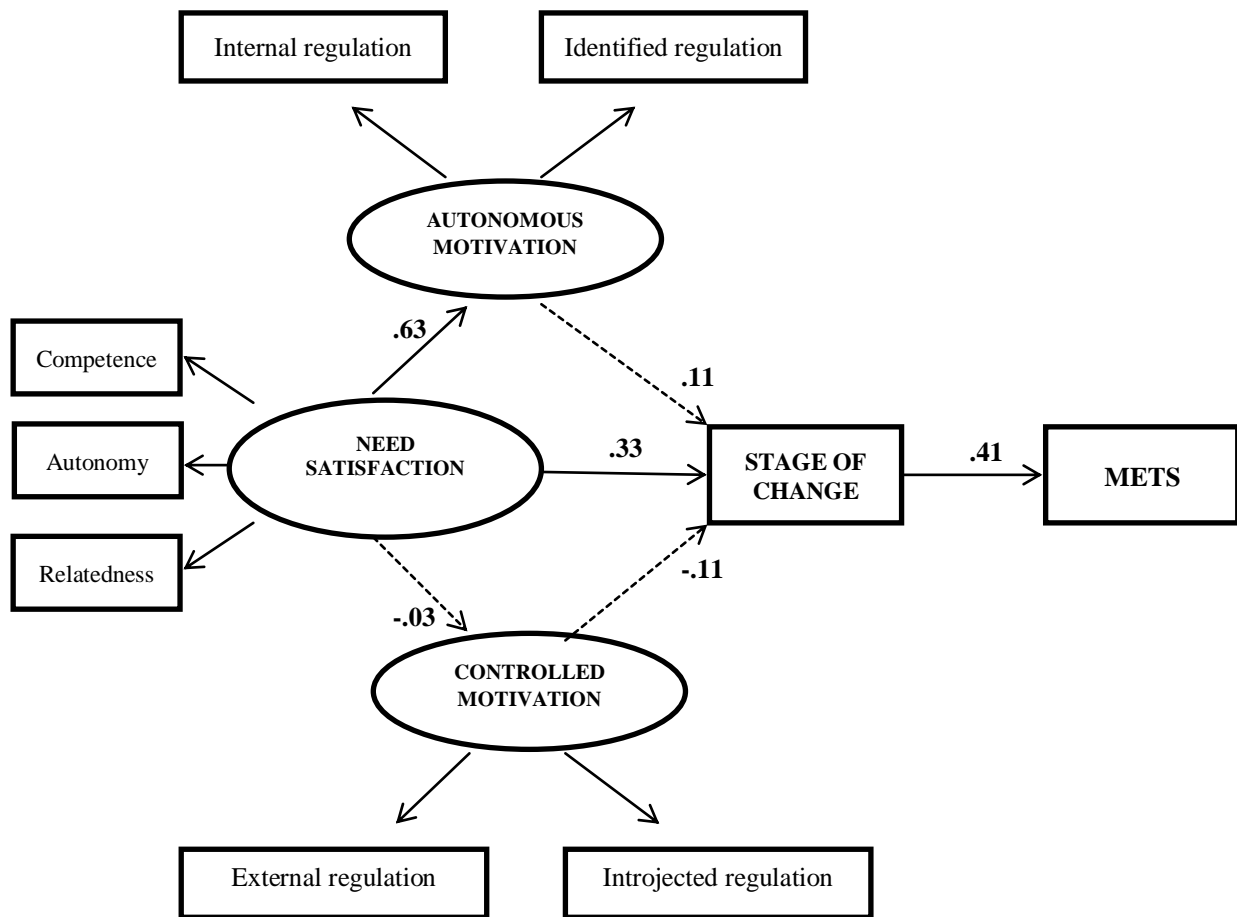 Internal regulation
Identified regulation
AUTONOMOUS
MOTIVATION
.63
.11
Competence
Autonomy
Relatedness
NEED
SATISFACTION
.33
STAGE OF
CHANGE
.41
METS
-.03
-.11
CONTROLLED
MOTIVATION
External regulation
Introjected regulation